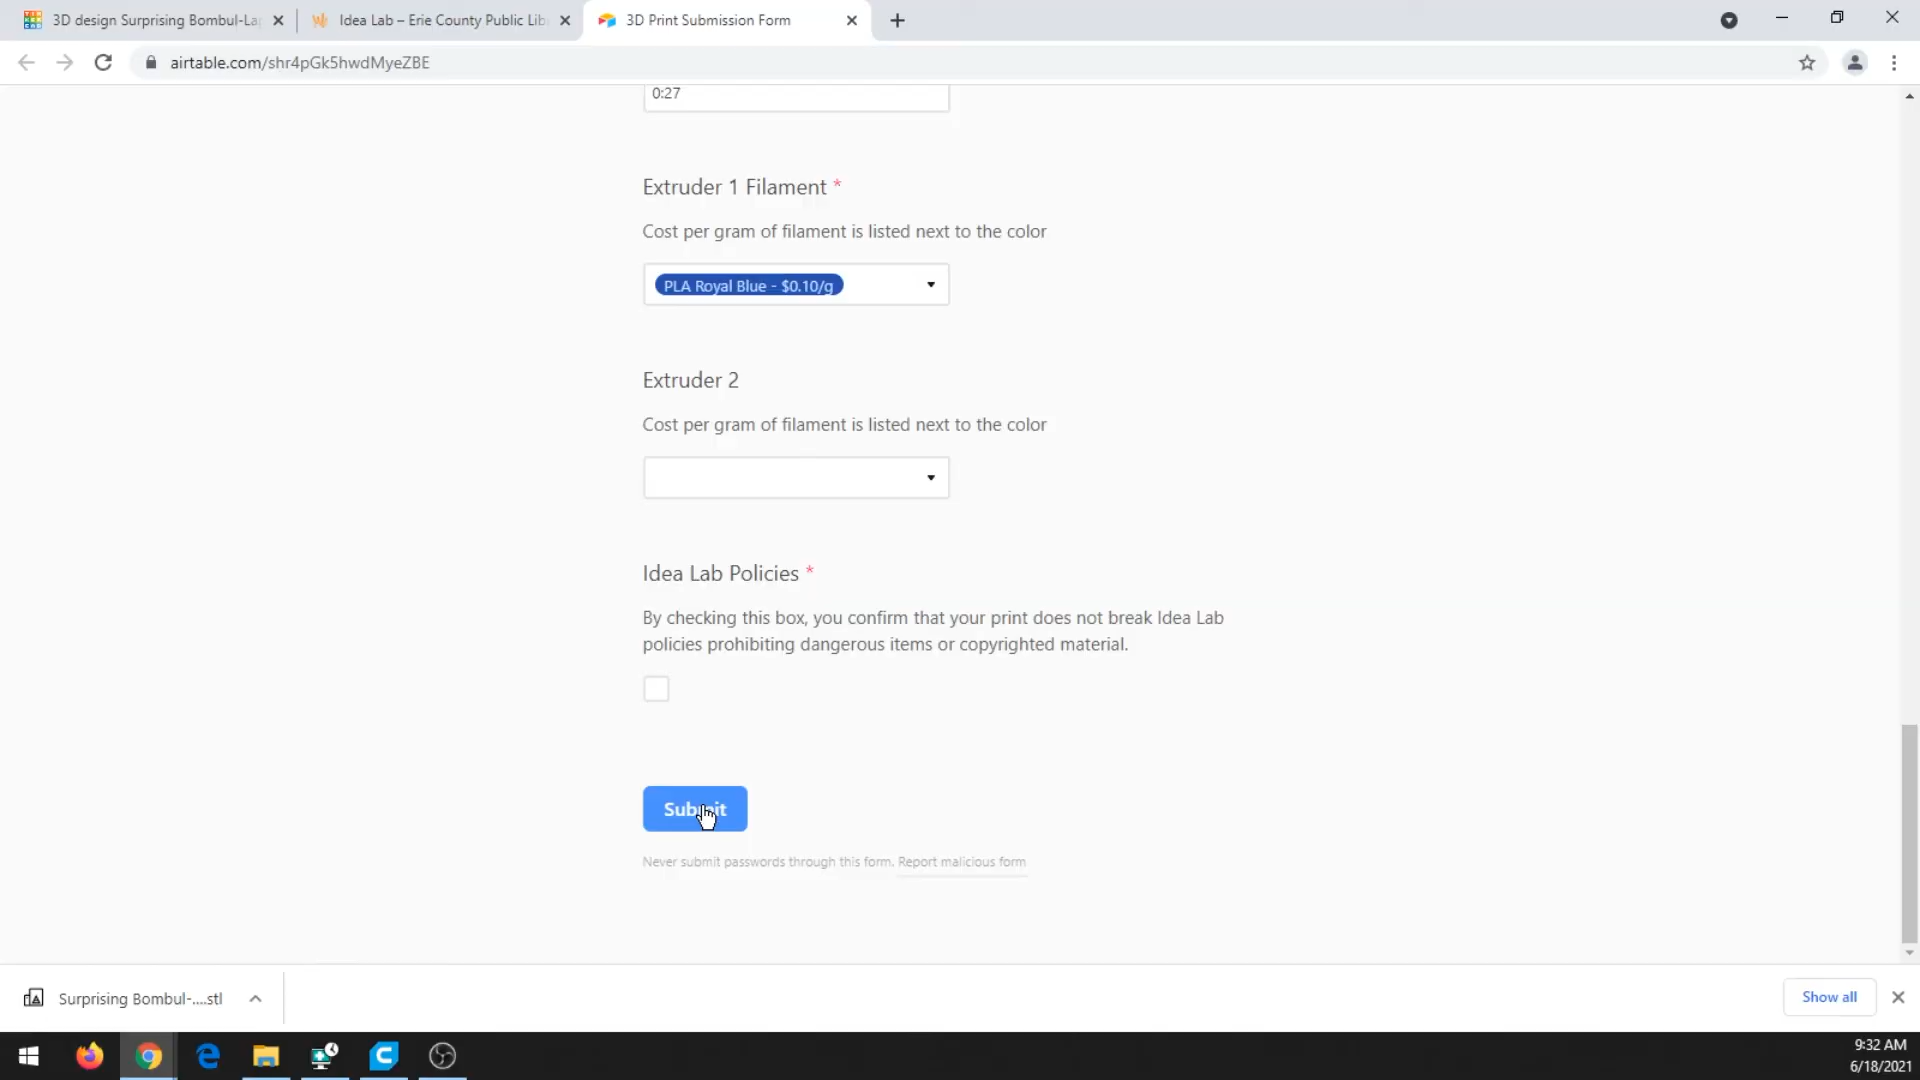 3D design Surprising Bombul-La
Idea Lab – Erie County Public Lib
3D Print Submission Form
airtable.com/shr4pGk5hwdMyeZBE
0:27
Extruder 1 Filament *
Cost per gram of filament is listed next to the color
PLA Royal Blue - $0.10/g
Extruder 2
Cost per gram of filament is listed next to the color
Idea Lab Policies *
By checking this box, you confirm that your print does not break Idea Lab
policies prohibiting dangerous items or copyrighted material.
Submit
Never submit passwords through this form. Report malicious form
Surprising Bombul-....stl
Show all
9:32 AM
6/18/2021